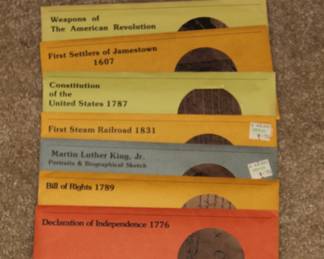 Weapons of
The American Revolution
First Settlers of Jamestown
1607
Constitution
of the
United States 1787
First Steam Railroad 1831
Martin Luther King, Jr.
Portraits & Biographical Sketch
Bill of Rights 1789
Declaration of Independence 1776